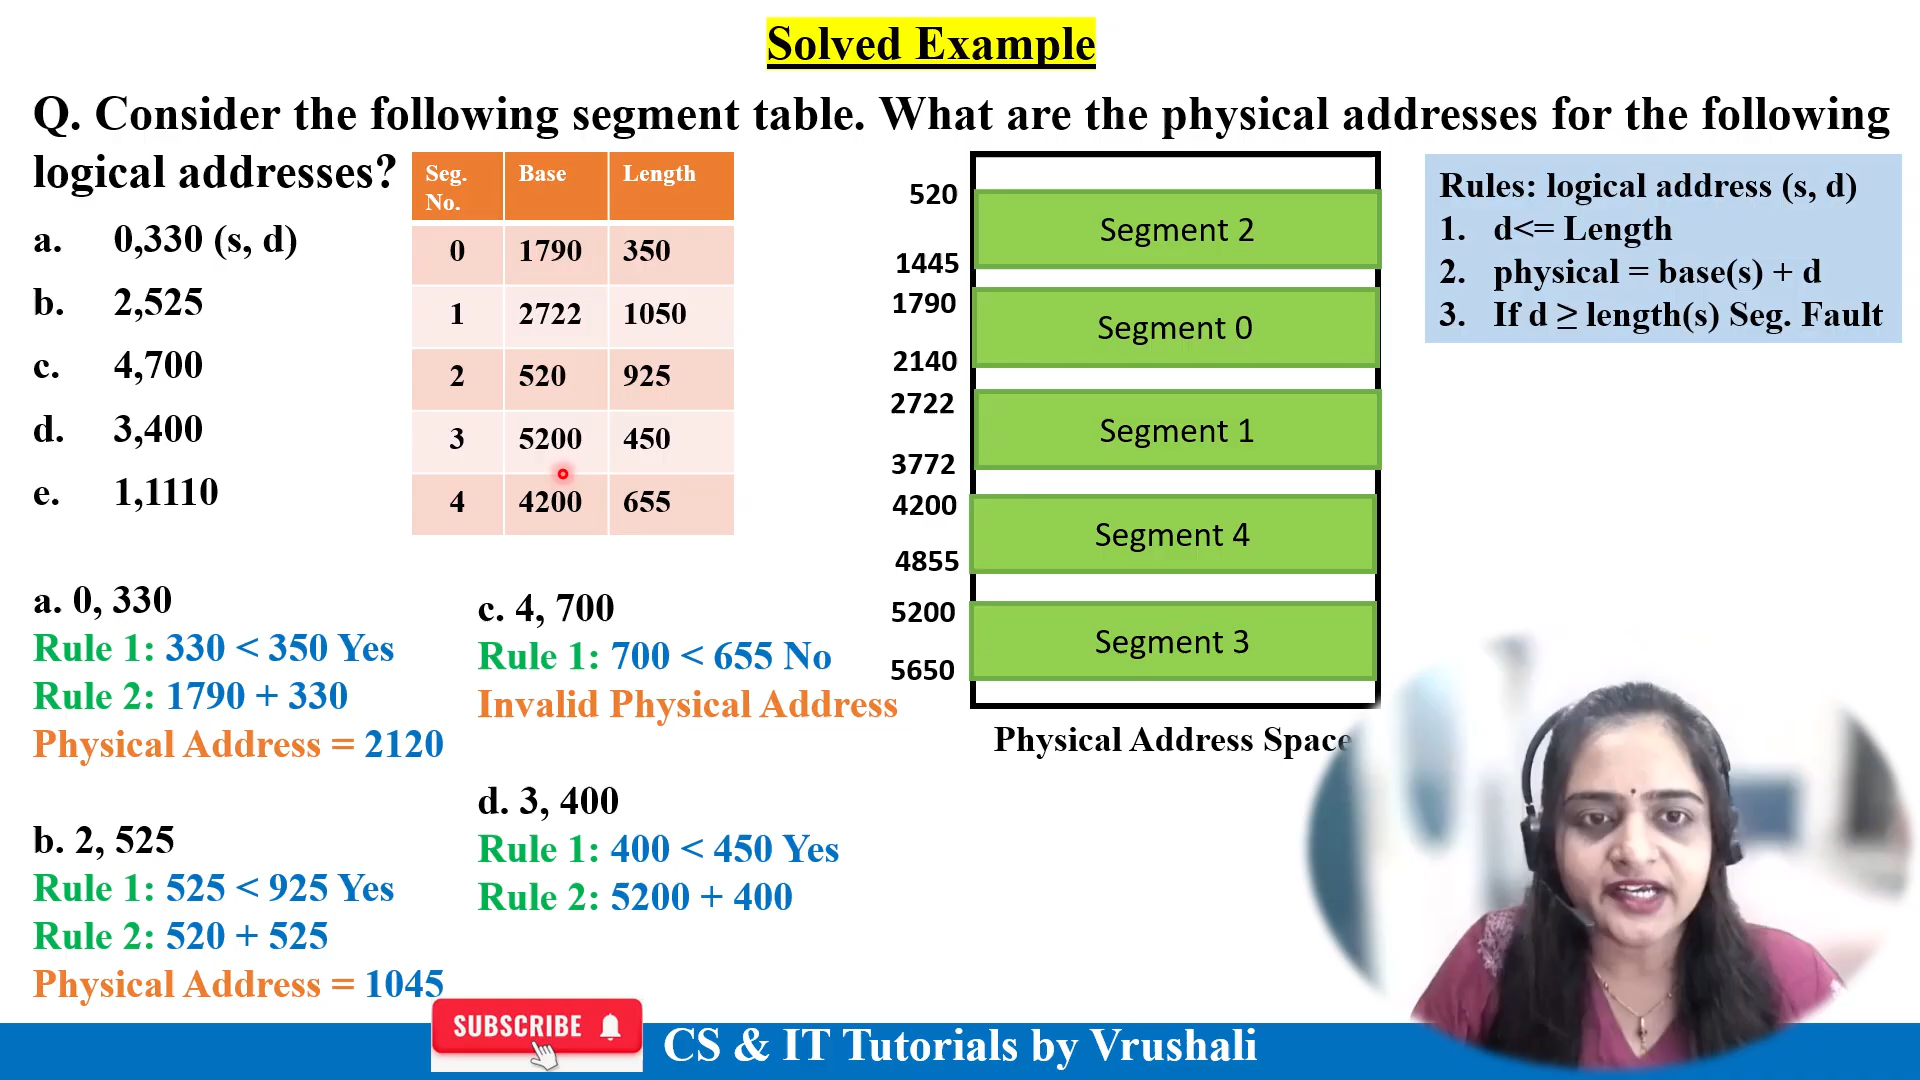 Solved Example
Q. Consider the following segment table. What are the physical addresses for the following
logical addresses?
a. 0,330 (s, d)
b. 2,525
c. 4,700
d. 3,400
e. 1,1110
Seg. No. Base Length
0 1790 350
1 2722 1050
2 520 925
3 5200 450
4 4200 655
520
Segment 2
1445
1790
Segment 0
2140
2722
Segment 1
3772
4200
Segment 4
4855
5200
Segment 3
5650
Physical Address Space
Rules: logical address (s, d)
1. d<= Length
2. physical = base(s) + d
3. If d ≥ length(s) Seg. Fault
a. 0, 330
Rule 1: 330 < 350 Yes
Rule 2: 1790 + 330
Physical Address = 2120
b. 2, 525
Rule 1: 525 < 925 Yes
Rule 2: 520 + 525
Physical Address = 1045
c. 4, 700
Rule 1: 700 < 655 No
Invalid Physical Address
d. 3, 400
Rule 1: 400 < 450 Yes
Rule 2: 5200 + 400
SUBSCRIBE
CS & IT Tutorials by Vrushali